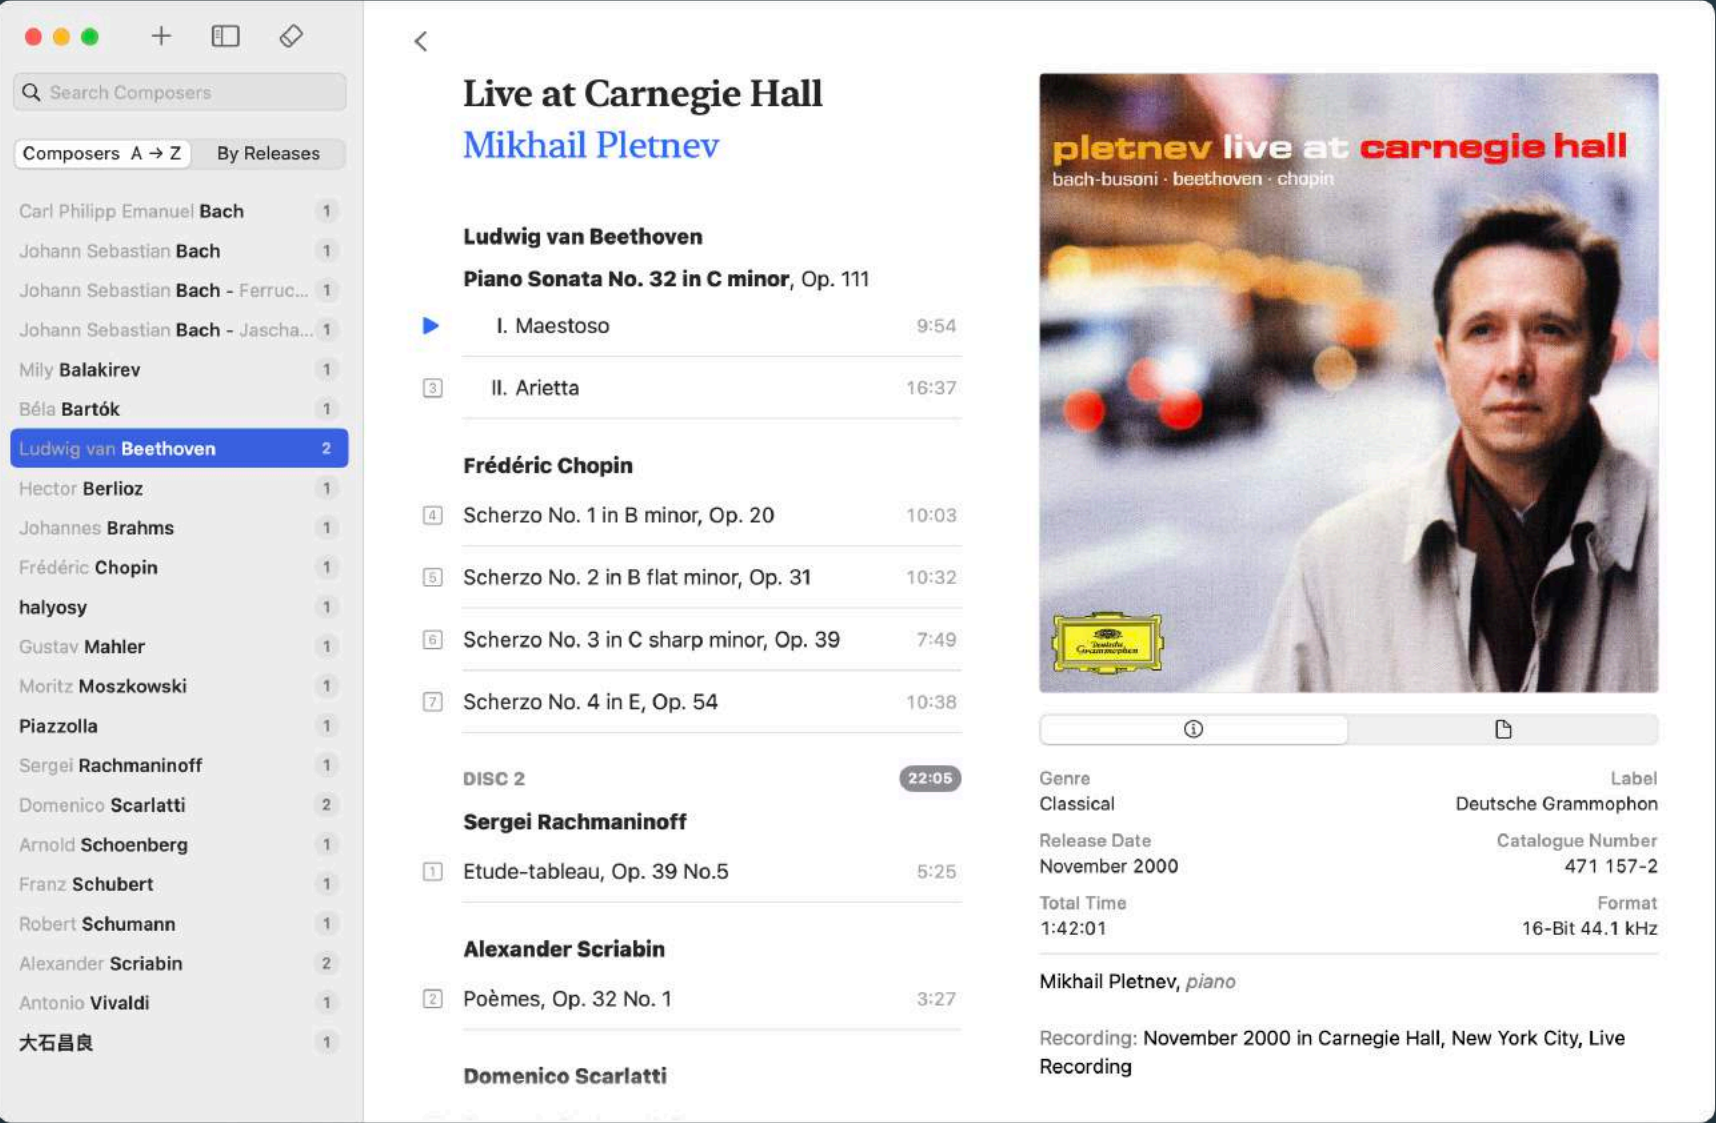 Search Composers
Composers A → Z
By Releases
Carl Philipp Emanuel Bach 1
Johann Sebastian Bach 1
Johann Sebastian Bach - Ferruc... 1
Johann Sebastian Bach - Jascha... 1
Mily Balakirev 1
Béla Bartók 1
Ludwig van Beethoven 2
Hector Berlioz 1
Johannes Brahms 1
Frédéric Chopin 1
halyosy 1
Gustav Mahler 1
Moritz Moszkowski 1
Piazzolla 1
Sergei Rachmaninoff 1
Domenico Scarlatti 2
Arnold Schoenberg 1
Franz Schubert 1
Robert Schumann 1
Alexander Scriabin 2
Antonio Vivaldi 1
大石昌良 1
Live at Carnegie Hall
Mikhail Pletnev
Ludwig van Beethoven
Piano Sonata No. 32 in C minor, Op. 111
I. Maestoso 9:54
3 II. Arietta 16:37
Frédéric Chopin
4 Scherzo No. 1 in B minor, Op. 20 10:03
5 Scherzo No. 2 in B flat minor, Op. 31 10:32
6 Scherzo No. 3 in C sharp minor, Op. 39 7:49
7 Scherzo No. 4 in E, Op. 54 10:38
DISC 2 22:05
Sergei Rachmaninoff
1 Etude-tableau, Op. 39 No.5 5:25
Alexander Scriabin
2 Poèmes, Op. 32 No. 1 3:27
Domenico Scarlatti
pletnev live at carnegie hall
bach-busoni · beethoven · chopin
Deutsche
Grammophon
Genre
Classical
Label
Deutsche Grammophon
Release Date
November 2000
Catalogue Number
471 157-2
Total Time
1:42:01
Format
16-Bit 44.1 kHz
Mikhail Pletnev, piano
Recording: November 2000 in Carnegie Hall, New York City, Live
Recording